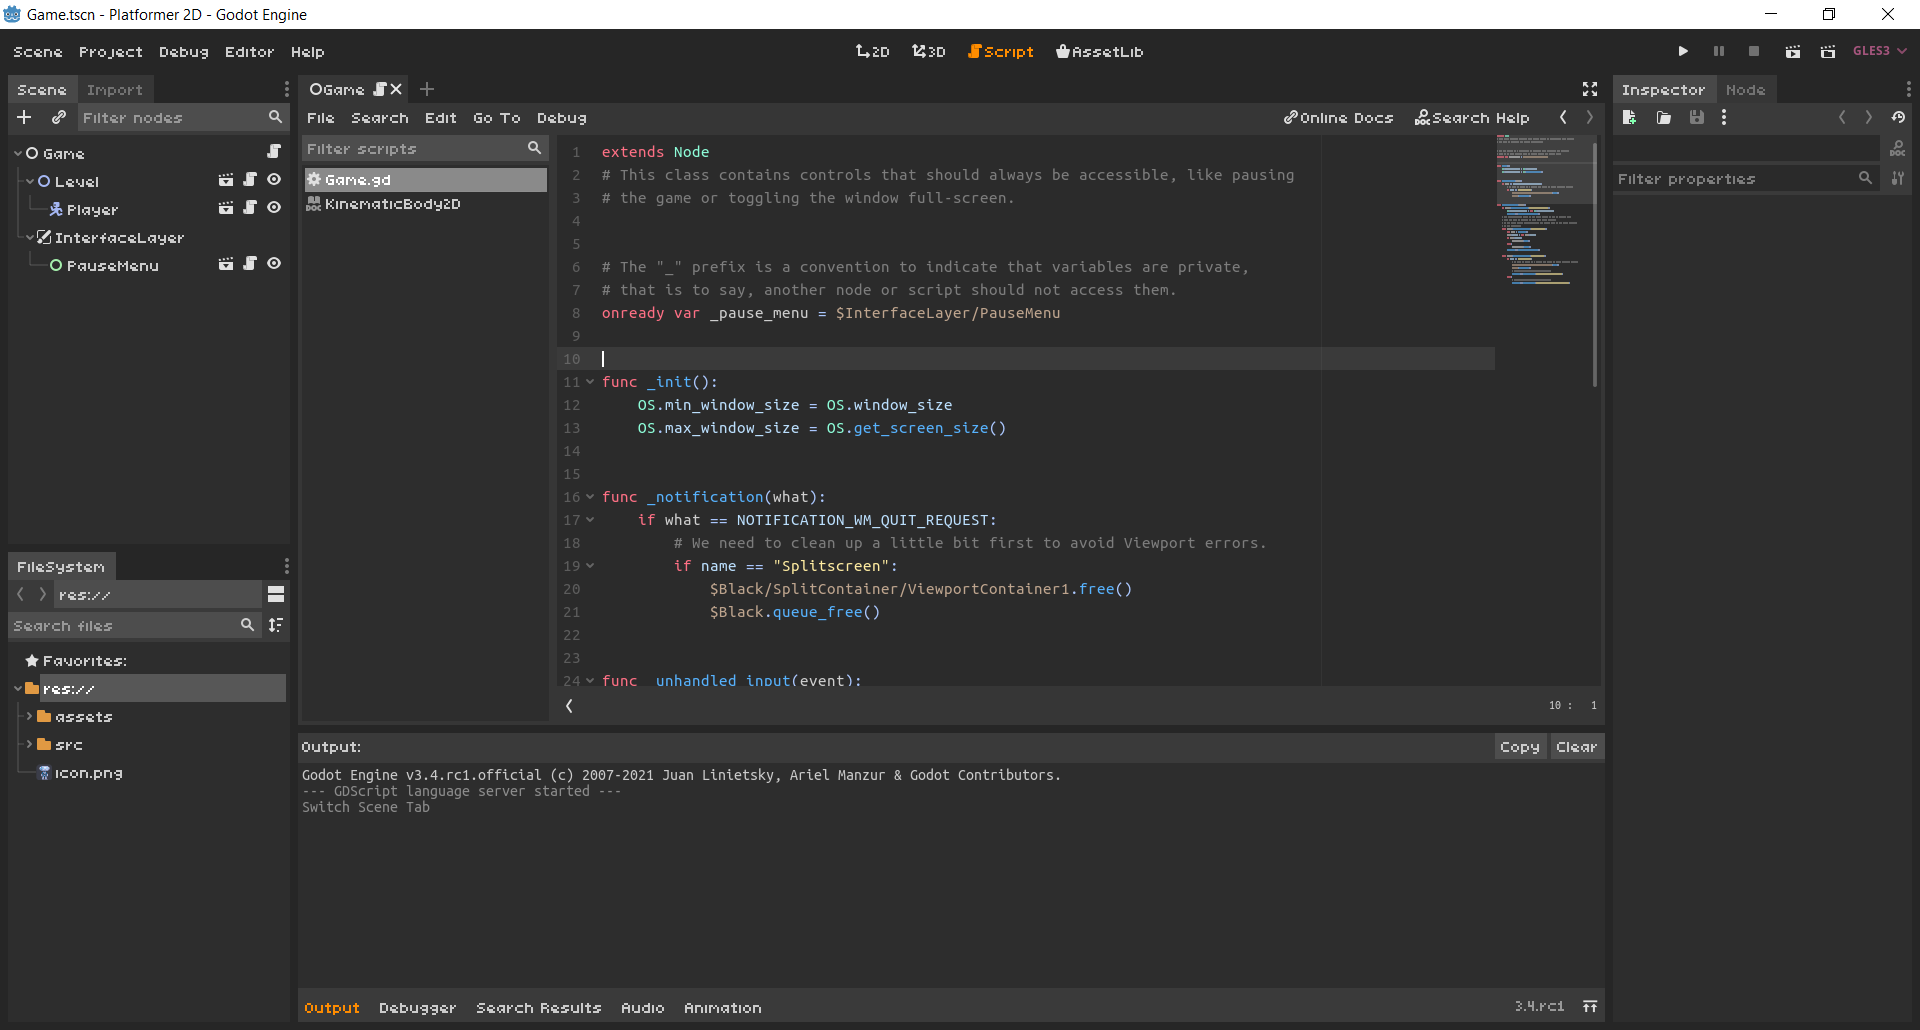 Game.tscn - Platformer 2D - Godot Engine
Scene Project Debug Editor Help
2D 3D Script AssetLib
GLES3
Scene Import
Filter nodes
Game
Level
Player
InterfaceLayer
PauseMenu
FileSystem
res://
Search files
Favorites:
res://
assets
src
icon.png
Game
File Search Edit Go To Debug
Online Docs Search Help
Filter scripts
Game.gd
KinematicBody2D
1 extends Node
2 # This class contains controls that should always be accessible, like pausing
3 # the game or toggling the window full-screen.
4
5
6 # The "_" prefix is a convention to indicate that variables are private,
7 # that is to say, another node or script should not access them.
8 onready var _pause_menu = $InterfaceLayer/PauseMenu
9
10
11 func _init():
12 OS.min_window_size = OS.window_size
13 OS.max_window_size = OS.get_screen_size()
14
15
16 func _notification(what):
17 if what == NOTIFICATION_WM_QUIT_REQUEST:
18 # We need to clean up a little bit first to avoid Viewport errors.
19 if name == "Splitscreen":
20 $Black/SplitContainer/ViewportContainer1.free()
21 $Black.queue_free()
22
23
24 func _unhandled_input(event):
10 : 1
Output:
Copy Clear
Godot Engine v3.4.rc1.official (c) 2007-2021 Juan Linietsky, Ariel Manzur & Godot Contributors.
--- GDScript language server started ---
Switch Scene Tab
Output Debugger Search Results Audio Animation
3.4.rc1
Inspector Node
DOC
Filter properties